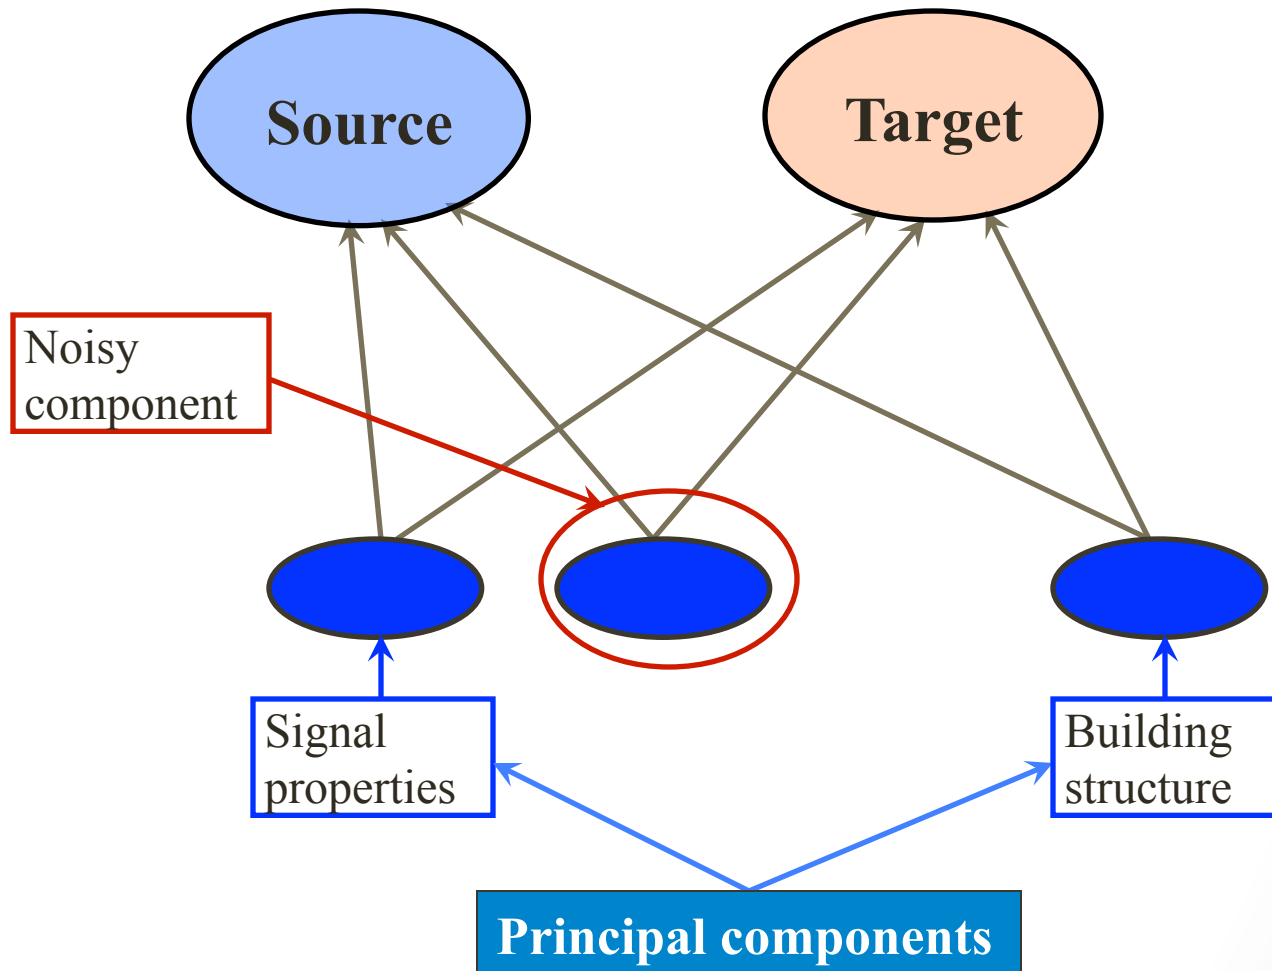 Source
Target
Noisy
component
Signal
properties
Building
structure
Principal components